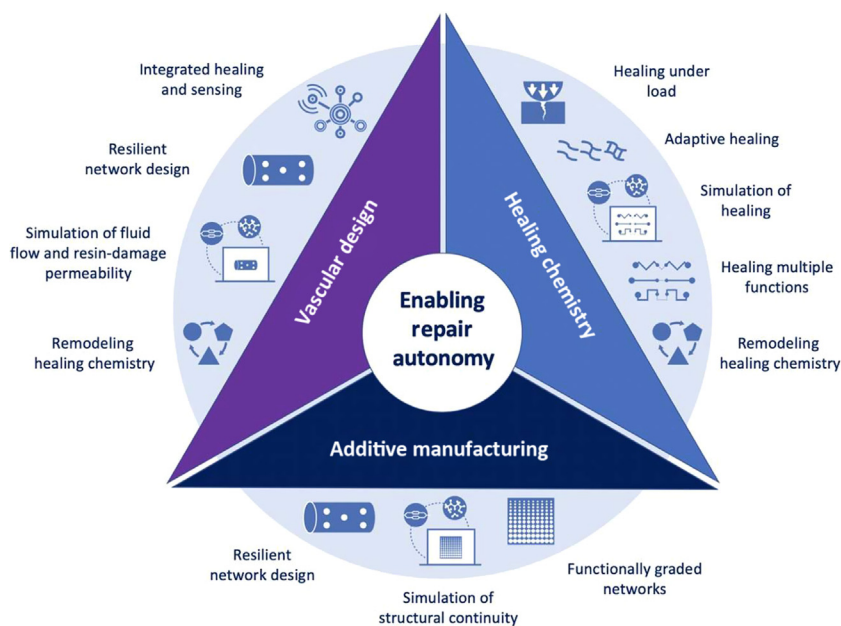 Integrated healing
and sensing
Resilient
network design
Simulation of fluid
flow and resin-damage
permeability
Remodeling
healing chemistry
Vascular design
Healing chemistry
Enabling
repair
autonomy
Additive manufacturing
Healing under
load
Adaptive healing
Simulation of
healing
Healing multiple
functions
Remodeling
healing chemistry
Resilient
network design
Simulation of
structural continuity
Functionally graded
networks